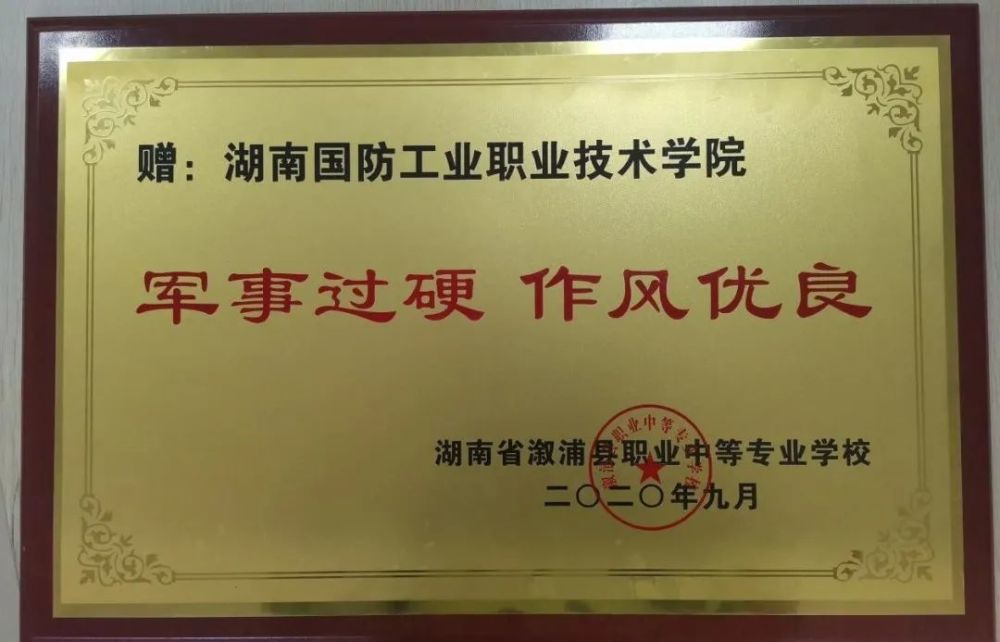 赠：湖南国防工业职业技术学院
军事过硬 作风优良
湖南省溆浦县职业中等专业学校
二〇二〇年九月